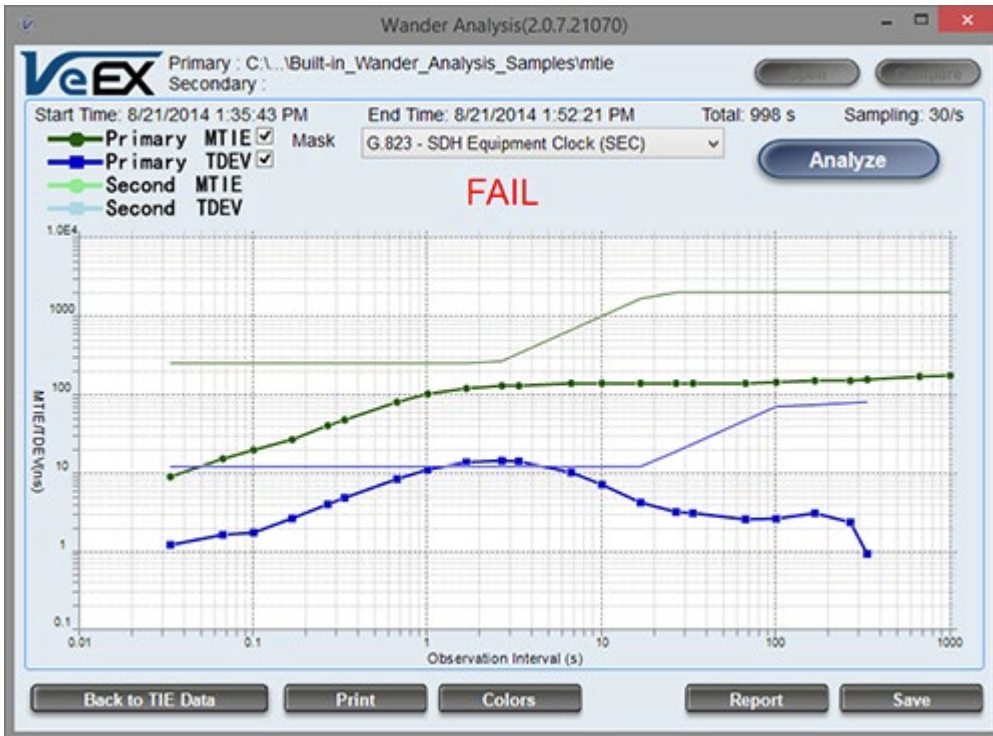 Wander Analysis(2.0.7.21070)
VeEX
Primary : C:\...\Built-in_Wander_Analysis_Samples\mtie
Secondary :
Open
Compare
Start Time: 8/21/2014 1:35:43 PM
End Time: 8/21/2014 1:52:21 PM
Total: 998 s
Sampling: 30/s
Primary MTIE
Primary TDEV
Second MTIE
Second TDEV
Mask
G.823 - SDH Equipment Clock (SEC)
Analyze
FAIL
1.0E4
1000
100
10
1
0.1
MTIE/TDEV(ns)
0.01
0.1
1
10
100
1000
Observation Interval (s)
Back to TIE Data
Print
Colors
Report
Save